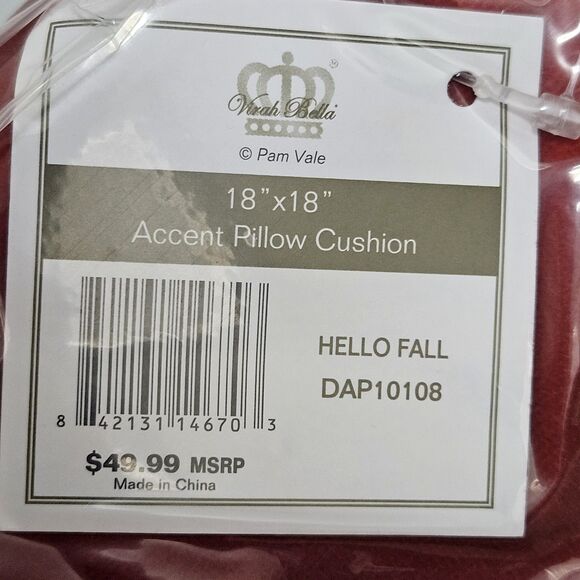 Virah Bella
© Pam Vale
18”x18”
Accent Pillow Cushion
HELLO FALL
DAP10108
8 42131 14670 3
$49.99 MSRP
Made in China